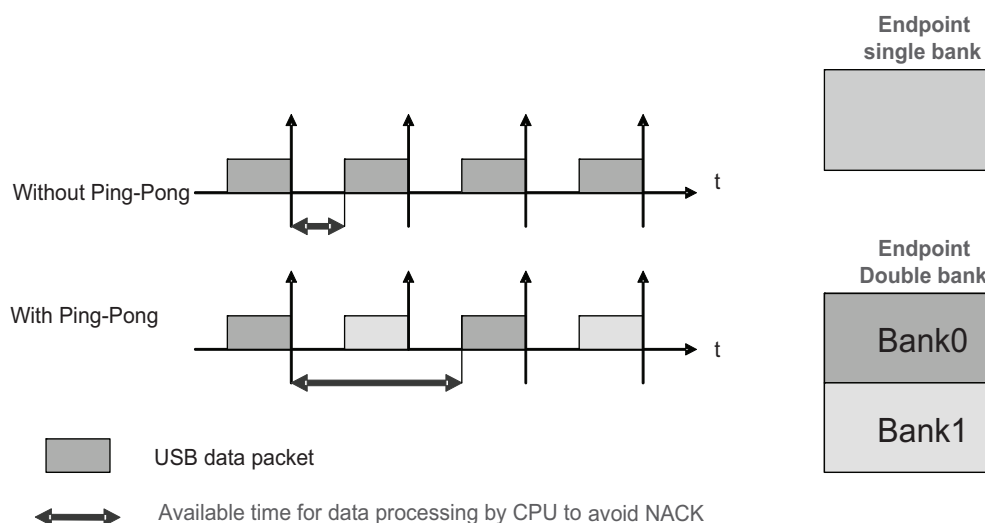 Endpoint
single bank
Without Ping-Pong
t
Endpoint
Double bank
With Ping-Pong
t
Bank0
Bank1
USB data packet
Available time for data processing by CPU to avoid NACK